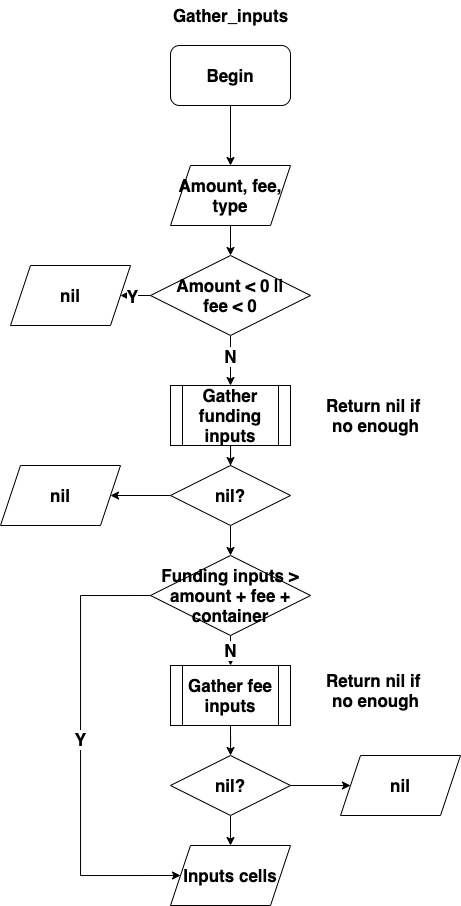 Gather_inputs
Begin
Amount, fee,
type
Amount < 0 ||
fee < 0
Y
nil
N
Gather
funding
inputs
Return nil if
no enough
nil?
nil
Funding inputs >
amount + fee +
container
N
Gather fee
inputs
Return nil if
no enough
Y
nil?
nil
Inputs cells